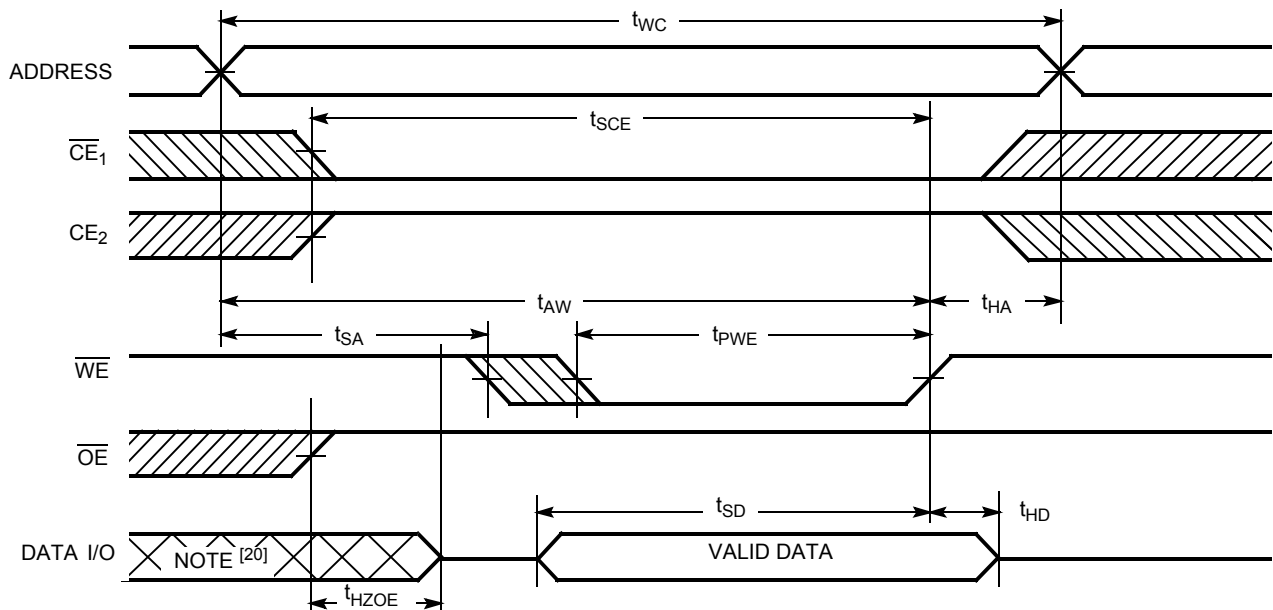 tWC
ADDRESS
tSCE
CE1
CE2
tAW
tHA
tSA
tPWE
WE
OE
tSD
tHD
DATA I/O
NOTE [20]
VALID DATA
tHZOE